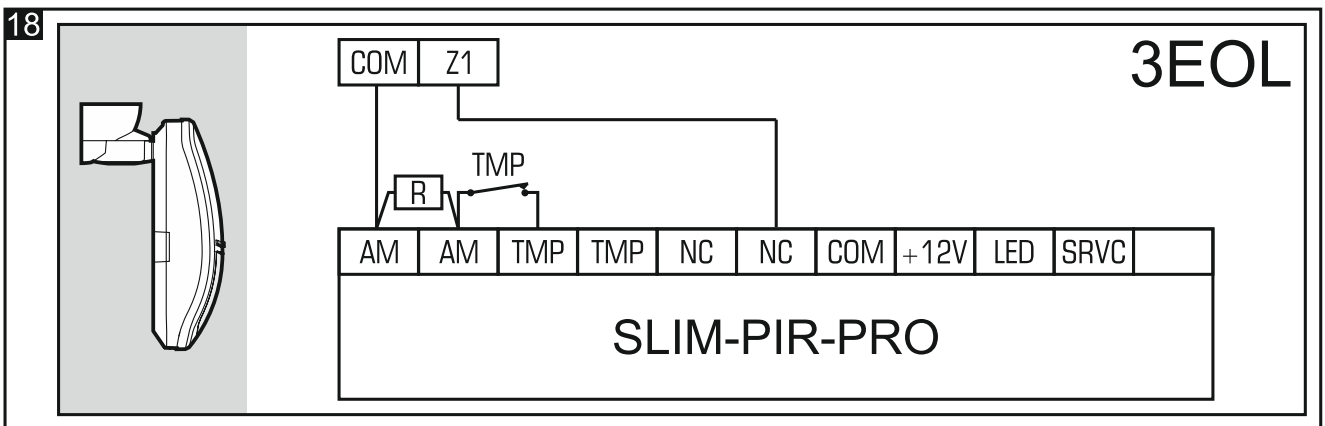 18
3EOL
COM Z1
TMP
R
AM AM TMP TMP NC NC COM +12V LED SRVC
SLIM-PIR-PRO